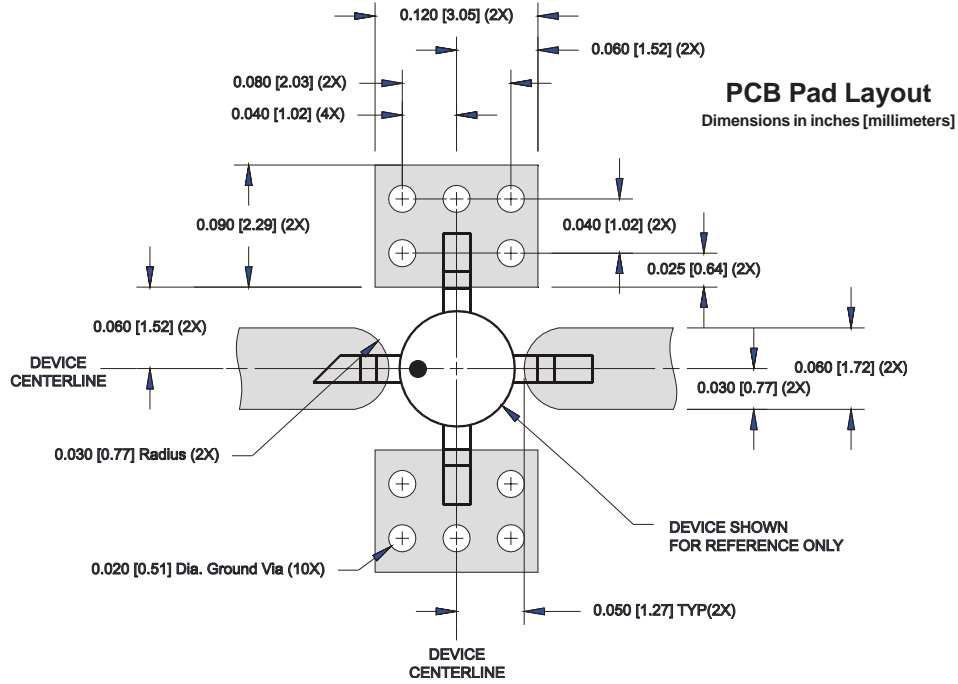 0.120 [3.05] (2X)
0.060 [1.52] (2X)
0.080 [2.03] (2X)
0.040 [1.02] (4X)
PCB Pad Layout
Dimensions in inches [millimeters]
0.090 [2.29] (2X)
0.040 [1.02] (2X)
0.025 [0.64] (2X)
0.060 [1.52] (2X)
DEVICE
CENTERLINE
0.060 [1.72] (2X)
0.030 [0.77] (2X)
0.030 [0.77] Radius (2X)
DEVICE SHOWN
FOR REFERENCE ONLY
0.020 [0.51] Dia. Ground Via (10X)
0.050 [1.27] TYP(2X)
DEVICE
CENTERLINE